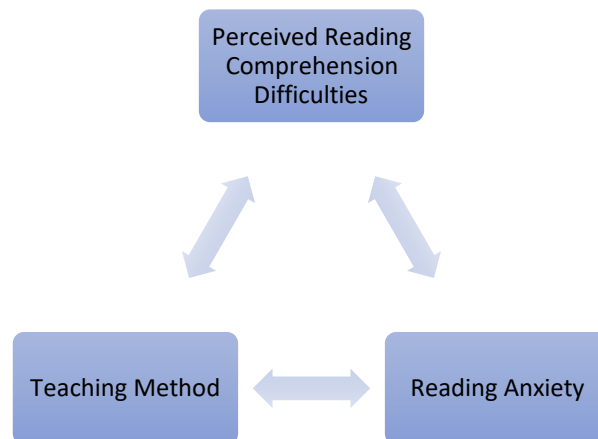 Perceived Reading
Comprehension
Difficulties
Teaching Method
Reading Anxiety